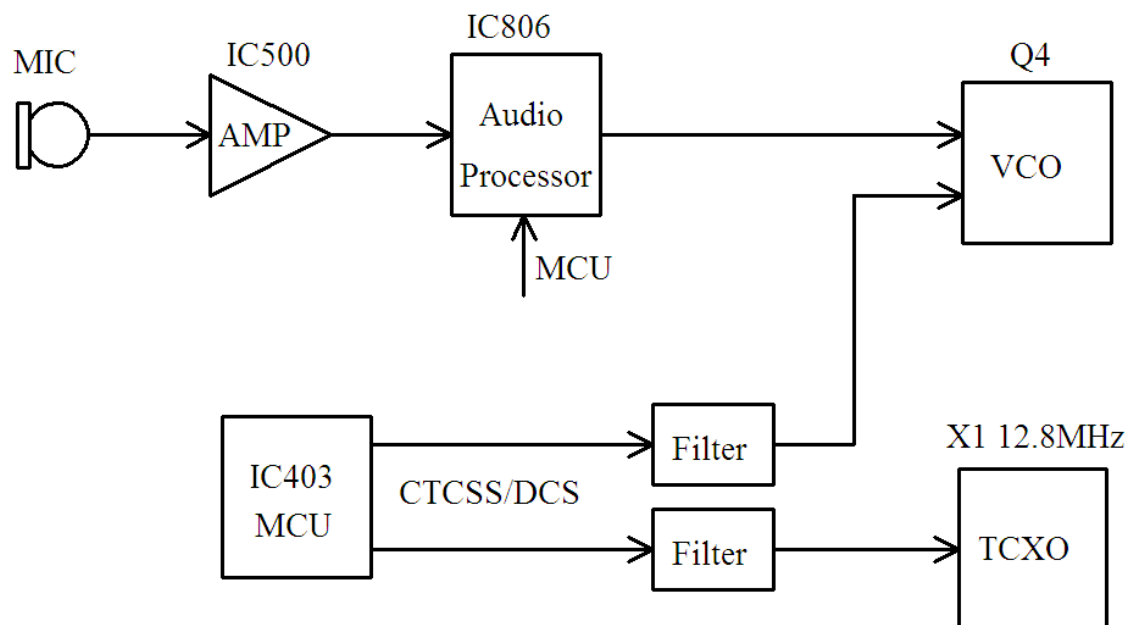 MIC
IC500
AMP
IC806
Audio
Processor
MCU
Q4
VCO
IC403
MCU
CTCSS/DCS
Filter
Filter
X1 12.8MHz
TCXO